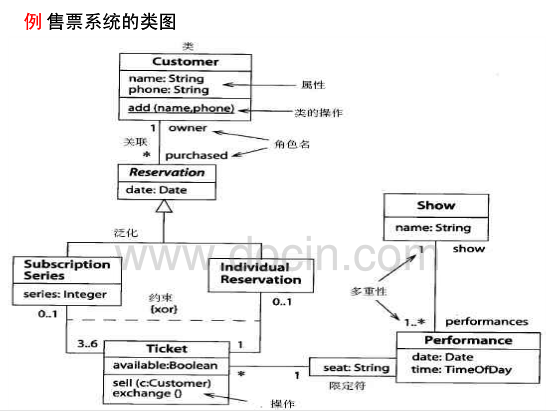 例 售票系统的类图
类
Customer
name: String
phone: String
属性
add (name,phone)
类的操作
1 owner
关联
角色名
* purchased
Reservation
date: Date
Show
name: String
泛化
www.docin.com
1
show
Subscription
Series
series: Integer
Individual
Reservation
多重性
0..1
约束
{xor}
0..1
1..*
performances
3..6
1
Ticket
available:Boolean
sell (c:Customer)
exchange ()
操作
*
1
seat: String
限定符
Performance
date: Date
time: TimeOfDay